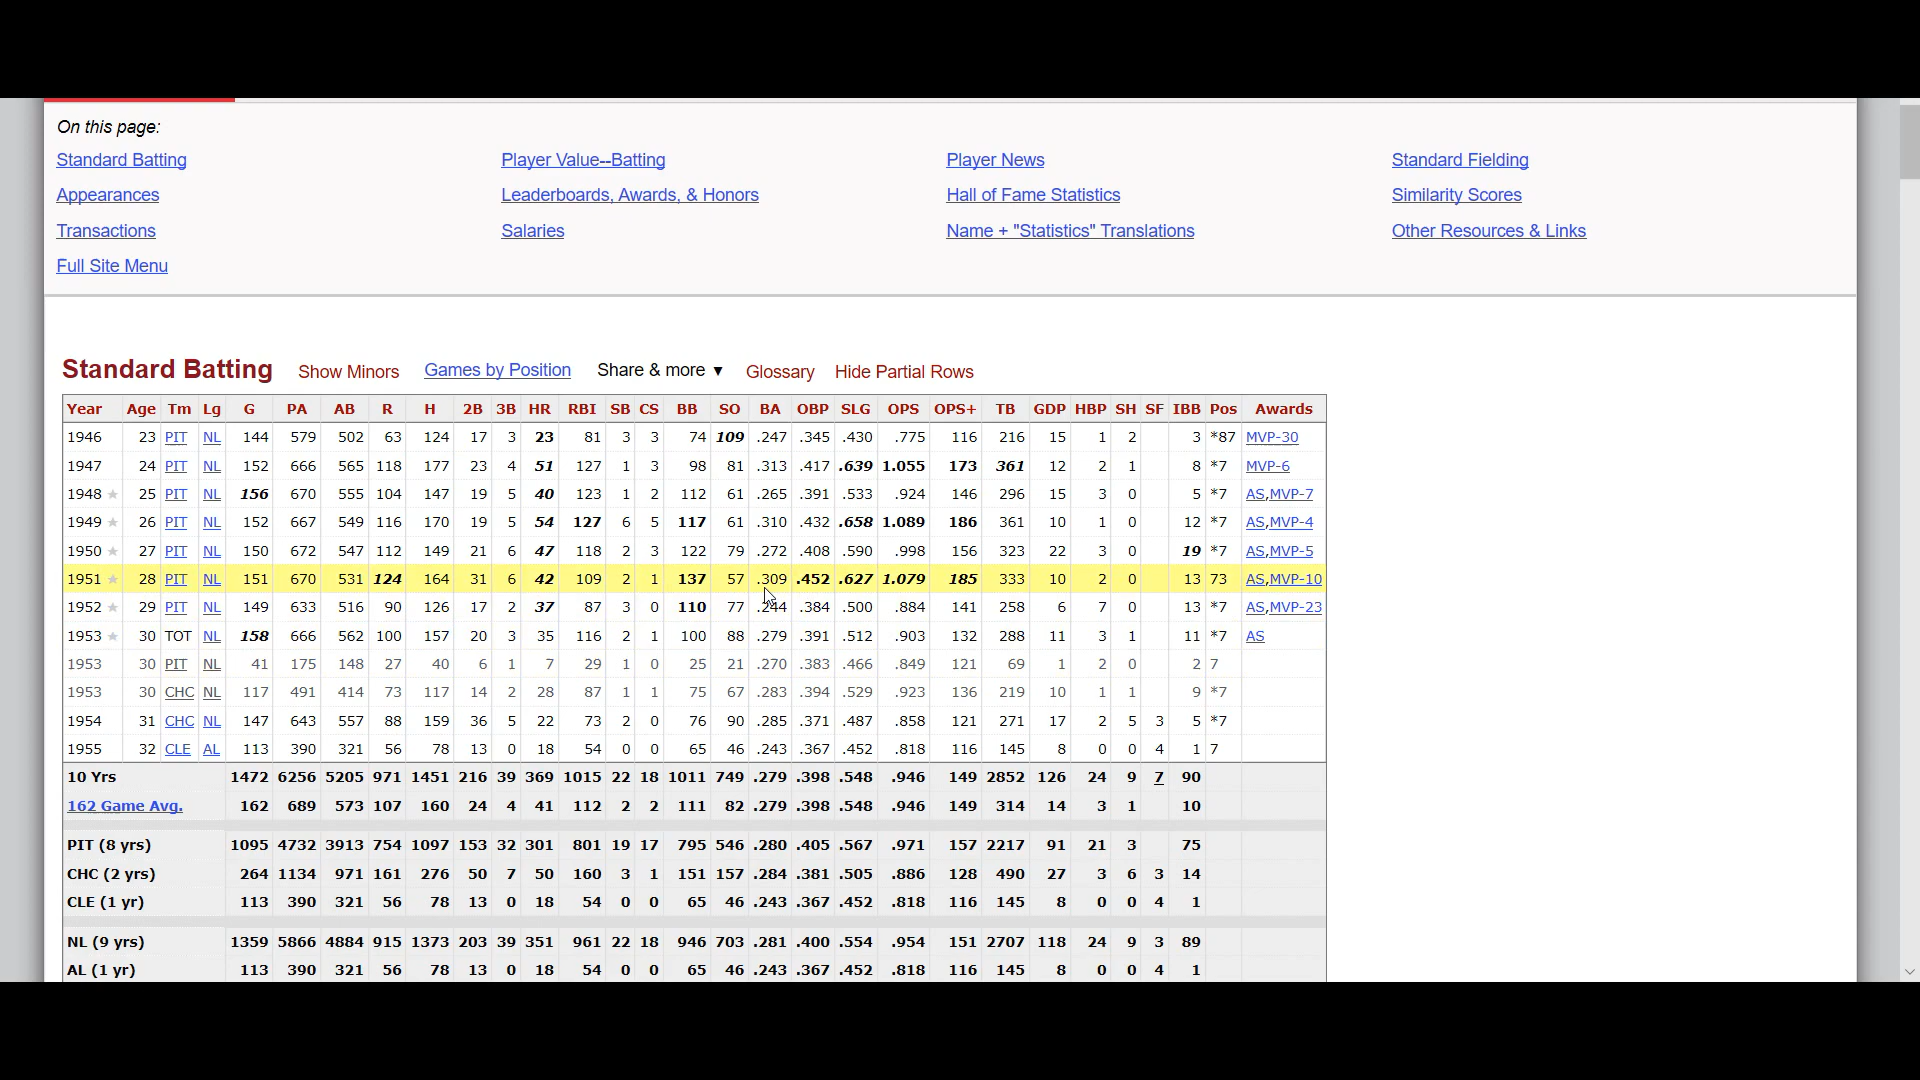 On this page:
Standard Batting Player Value--Batting Player News Standard Fielding
Appearances Leaderboards, Awards, & Honors Hall of Fame Statistics Similarity Scores
Transactions Salaries Name + "Statistics" Translations Other Resources & Links
Full Site Menu
Standard Batting Show Minors Games by Position Share & more ▼ Glossary Hide Partial Rows
Year Age Tm Lg G PA AB R H 2B 3B HR RBI SB CS BB SO BA OBP SLG OPS OPS+ TB GDP HBP SH SF IBB Pos Awards
1946 23 PIT NL 144 579 502 63 124 17 3 23 81 3 3 74 109 .247 .345 .430 .775 116 216 15 1 2 3 *87 MVP-30
1947 24 PIT NL 152 666 565 118 177 23 4 51 127 1 3 98 81 .313 .417 .639 1.055 173 361 12 2 1 8 *7 MVP-6
1948 ★ 25 PIT NL 156 670 555 104 147 19 5 40 123 1 2 112 61 .265 .391 .533 .924 146 296 15 3 0 5 *7 AS,MVP-7
1949 ★ 26 PIT NL 152 667 549 116 170 19 5 54 127 6 5 117 61 .310 .432 .658 1.089 186 361 10 1 0 12 *7 AS,MVP-4
1950 ★ 27 PIT NL 150 672 547 112 149 21 6 47 118 2 3 122 79 .272 .408 .590 .998 156 323 22 3 0 19 *7 AS,MVP-5
1951 ★ 28 PIT NL 151 670 531 124 164 31 6 42 109 2 1 137 57 .309 .452 .627 1.079 185 333 10 2 0 13 73 AS,MVP-10
1952 ★ 29 PIT NL 149 633 516 90 126 17 2 37 87 3 0 110 77 .244 .384 .500 .884 141 258 6 7 0 13 *7 AS,MVP-23
1953 ★ 30 TOT NL 158 666 562 100 157 20 3 35 116 2 1 100 88 .279 .391 .512 .903 132 288 11 3 1 11 *7 AS
1953 30 PIT NL 41 175 148 27 40 6 1 7 29 1 0 25 21 .270 .383 .466 .849 121 69 1 2 0 2 7
1953 30 CHC NL 117 491 414 73 117 14 2 28 87 1 1 75 67 .283 .394 .529 .923 136 219 10 1 1 9 *7
1954 31 CHC NL 147 643 557 88 159 36 5 22 73 2 0 76 90 .285 .371 .487 .858 121 271 17 2 5 3 5 *7
1955 32 CLE AL 113 390 321 56 78 13 0 18 54 0 0 65 46 .243 .367 .452 .818 116 145 8 0 0 4 1 7
10 Yrs 1472 6256 5205 971 1451 216 39 369 1015 22 18 1011 749 .279 .398 .548 .946 149 2852 126 24 9 7 90
162 Game Avg. 162 689 573 107 160 24 4 41 112 2 2 111 82 .279 .398 .548 .946 149 314 14 3 1 10
PIT (8 yrs) 1095 4732 3913 754 1097 153 32 301 801 19 17 795 546 .280 .405 .567 .971 157 2217 91 21 3 75
CHC (2 yrs) 264 1134 971 161 276 50 7 50 160 3 1 151 157 .284 .381 .505 .886 128 490 27 3 6 3 14
CLE (1 yr) 113 390 321 56 78 13 0 18 54 0 0 65 46 .243 .367 .452 .818 116 145 8 0 0 4 1
NL (9 yrs) 1359 5866 4884 915 1373 203 39 351 961 22 18 946 703 .281 .400 .554 .954 151 2707 118 24 9 3 89
AL (1 yr) 113 390 321 56 78 13 0 18 54 0 0 65 46 .243 .367 .452 .818 116 145 8 0 0 4 1